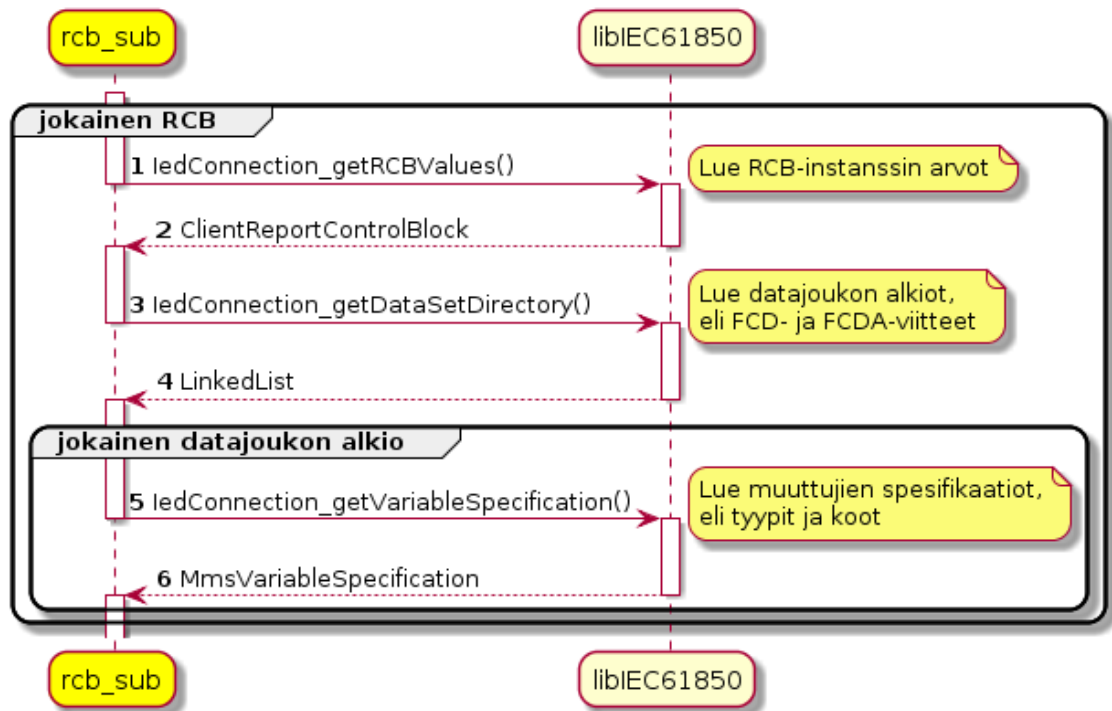 rcb_sub
libIEC61850
jokainen RCB
1 IedConnection_getRCBValues()
Lue RCB-instanssin arvot
2 ClientReportControlBlock
3 IedConnection_getDataSetDirectory()
Lue datajoukon alkiot,
eli FCD- ja FCDA-viitteet
4 LinkedList
jokainen datajoukon alkio
5 IedConnection_getVariableSpecification()
Lue muuttujien spesifikaatiot,
eli tyypit ja koot
6 MmsVariableSpecification
rcb_sub
libIEC61850